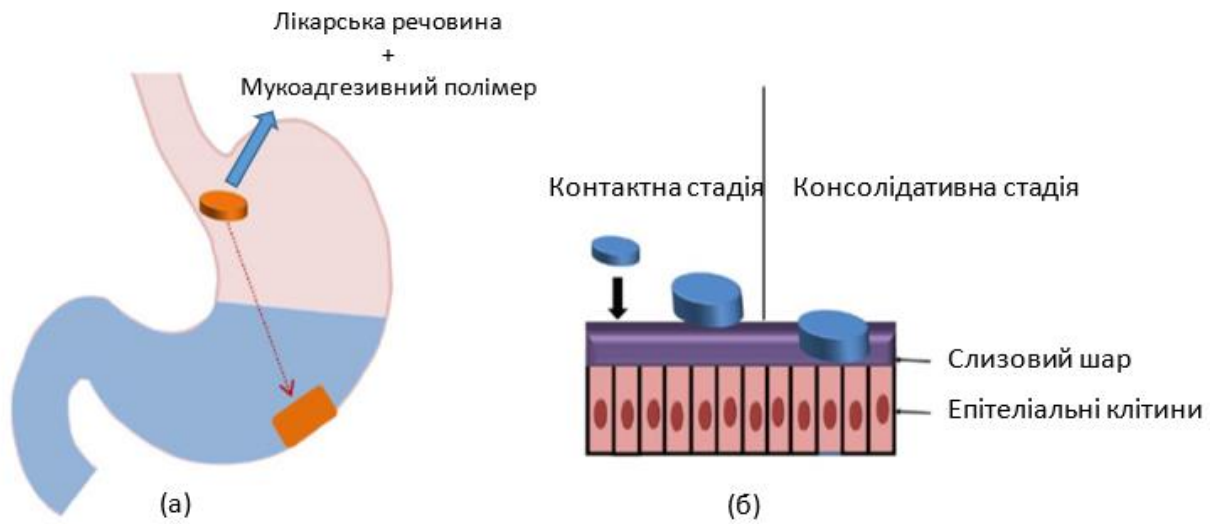 Лікарська речовина
+
Мукоадгезивний полімер
Контактна стадія
Консолідативна стадія
Слизовий шар
Епітеліальні клітини
(а)
(б)